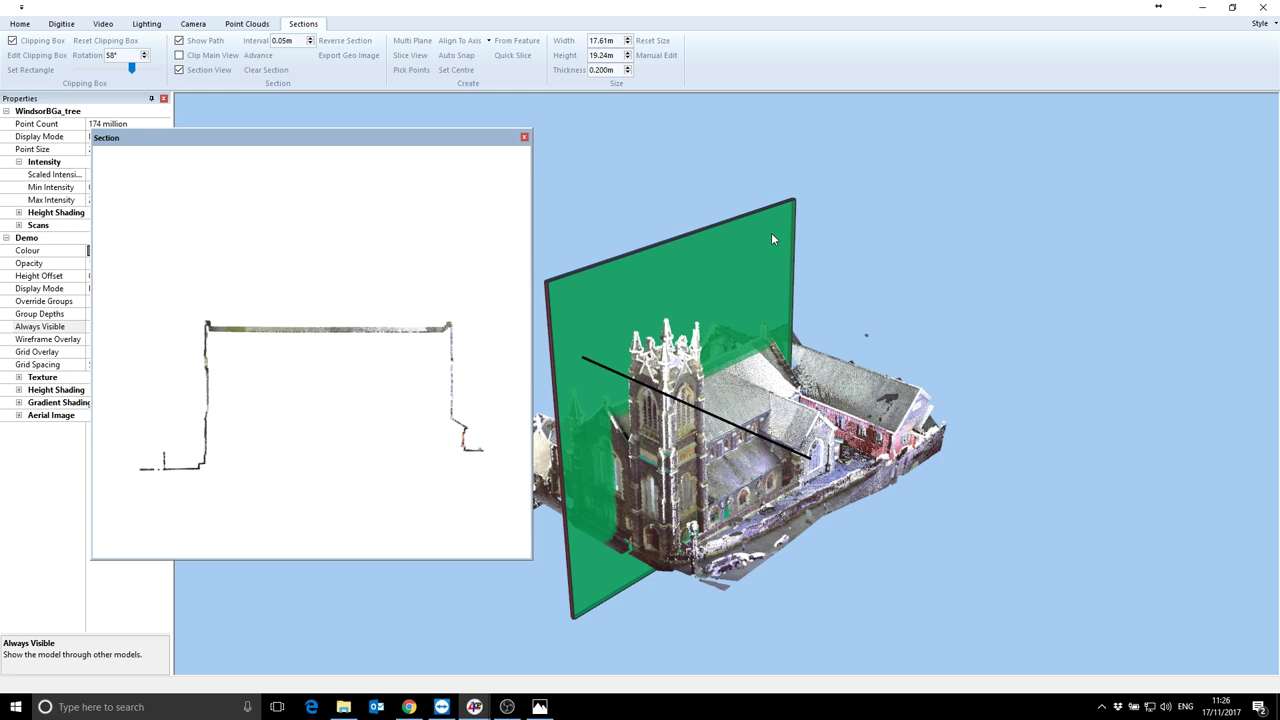 Home Digitise Video Lighting Camera Point Clouds Sections Style
Clipping Box Reset Clipping Box
Edit Clipping Box Rotation 58°
Set Rectangle
Clipping Box
Show Path Interval 0.05m Reverse Section
Clip Main View Advance Export Geo Image
Section View Clear Section
Section
Multi Plane Align To Axis From Feature
Slice View Auto Snap Quick Slice
Pick Points Set Centre
Create
Width 17.61m Reset Size
Height 19.24m Manual Edit
Thickness 0.200m
Size
Properties
WindsorBGa_tree
Point Count 174 million
Display Mode
Point Size
Intensity
Scaled Intensi...
Min Intensity
Max Intensity
Height Shading
Scans
Demo
Colour
Opacity
Height Offset
Display Mode
Override Groups
Group Depths
Always Visible
Wireframe Overlay
Grid Overlay
Grid Spacing
Texture
Height Shading
Gradient Shading
Aerial Image
Section
Always Visible
Show the model through other models.
Type here to search
ENG
11:26
17/11/2017
2